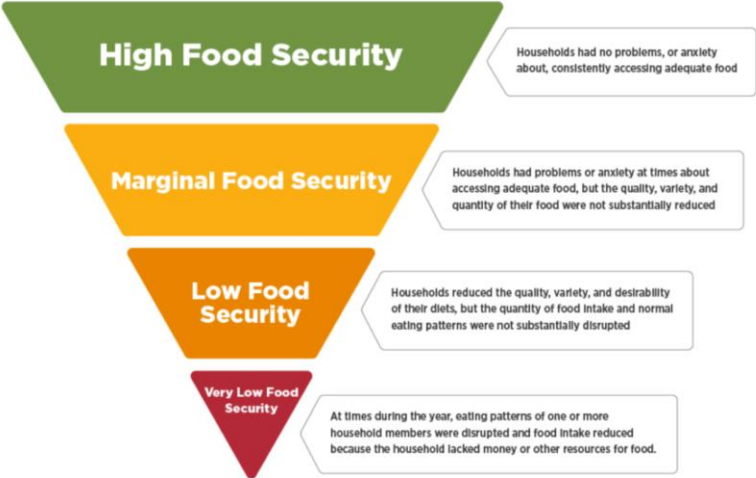 High Food Security
Households had no problems, or anxiety
about, consistently accessing adequate food
Marginal Food Security
Households had problems or anxiety at times about
accessing adequate food, but the quality, variety, and
quantity of their food were not substantially reduced
Low Food
Security
Households reduced the quality, variety, and desirability
of their diets, but the quantity of food intake and normal
eating patterns were not substantially disrupted
Very Low Food
Security
At times during the year, eating patterns of one or more
household members were disrupted and food intake reduced
because the household lacked money or other resources for food.